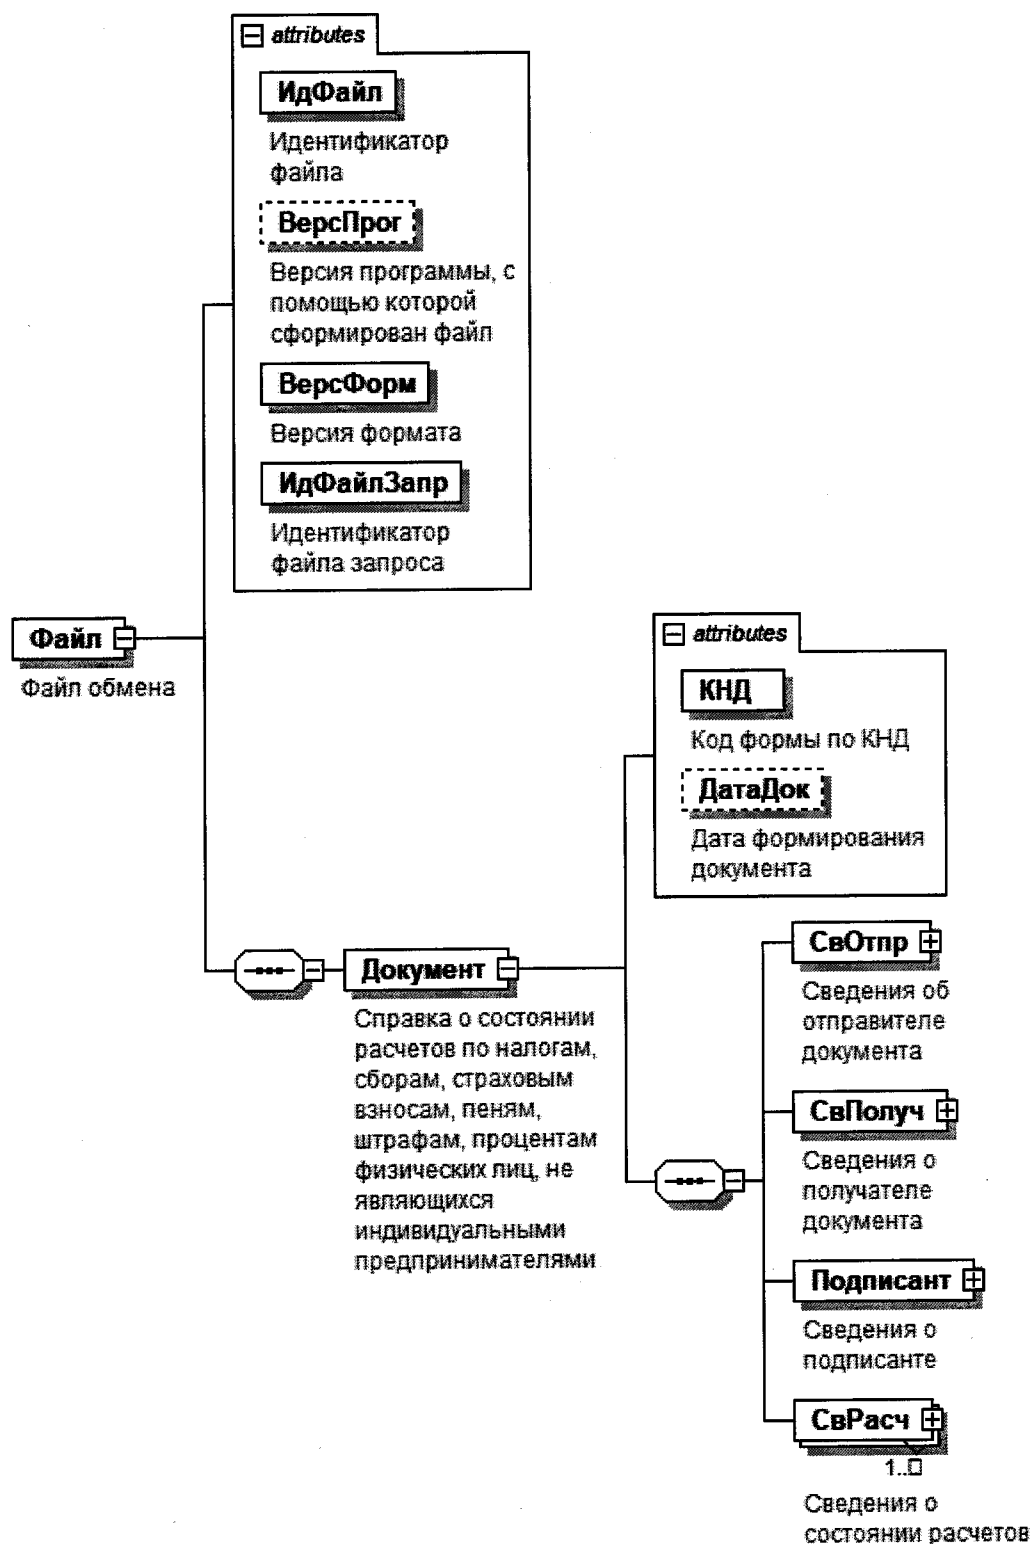 attributes
ИдФайл
Идентификатор
файла
ВерсПрог
Версия программы, с
помощью которой
сформирован файл
ВерсФорм
Версия формата
ИдФайлЗапр
Идентификатор
файла запроса
Файл
Файл обмена
attributes
КНД
Код формы по КНД
ДатаДок
Дата формирования
документа
Документ
Справка о состоянии
расчетов по налогам,
сборам, страховым
взносам, пеням,
штрафам, процентам
физических лиц, не
являющихся
индивидуальными
предпринимателями
СвОтпр
Сведения об
отправителе
документа
СвПолуч
Сведения о
получателе
документа
Подписант
Сведения о
подписанте
СвРасч
1..□
Сведения о
состоянии расчетов